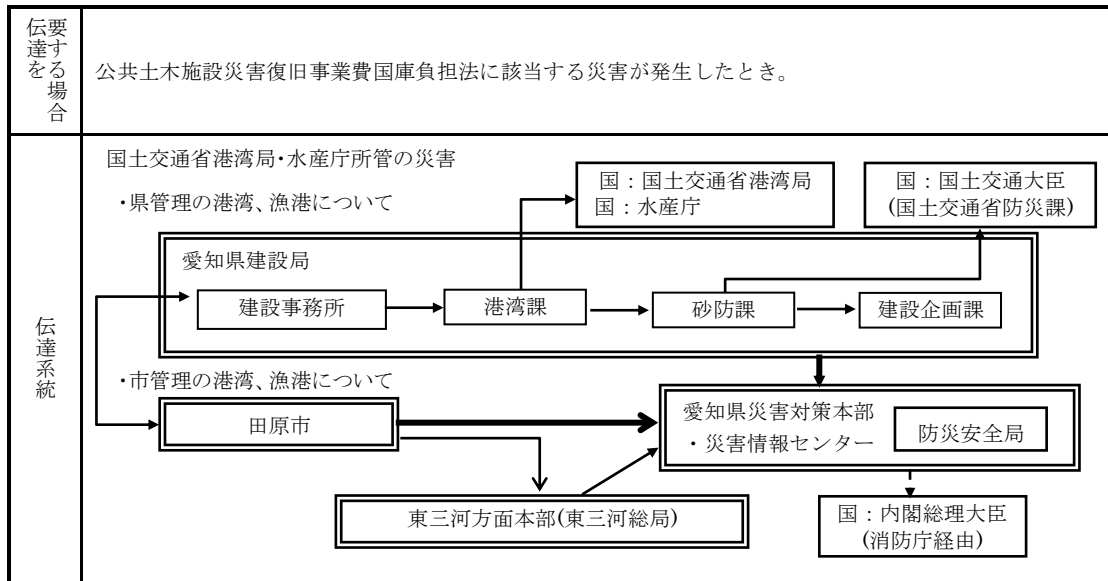 伝達を
要する場合
公共土木施設災害復旧事業費国庫負担法に該当する災害が発生したとき。
伝達系統
国土交通省港湾局・水産庁所管の災害
・県管理の港湾、漁港について
国：国土交通省港湾局
国：水産庁
国：国土交通大臣
(国土交通省防災課)
愛知県建設局
建設事務所
港湾課
砂防課
建設企画課
・市管理の港湾、漁港について
田原市
愛知県災害対策本部
・災害情報センター
防災安全局
東三河方面本部(東三河総局)
国：内閣総理大臣
(消防庁経由)